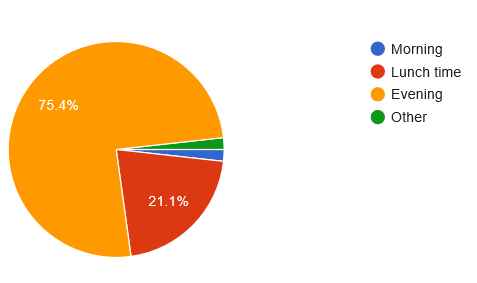 Morning
Lunch time
Evening
Other
75.4%
21.1%